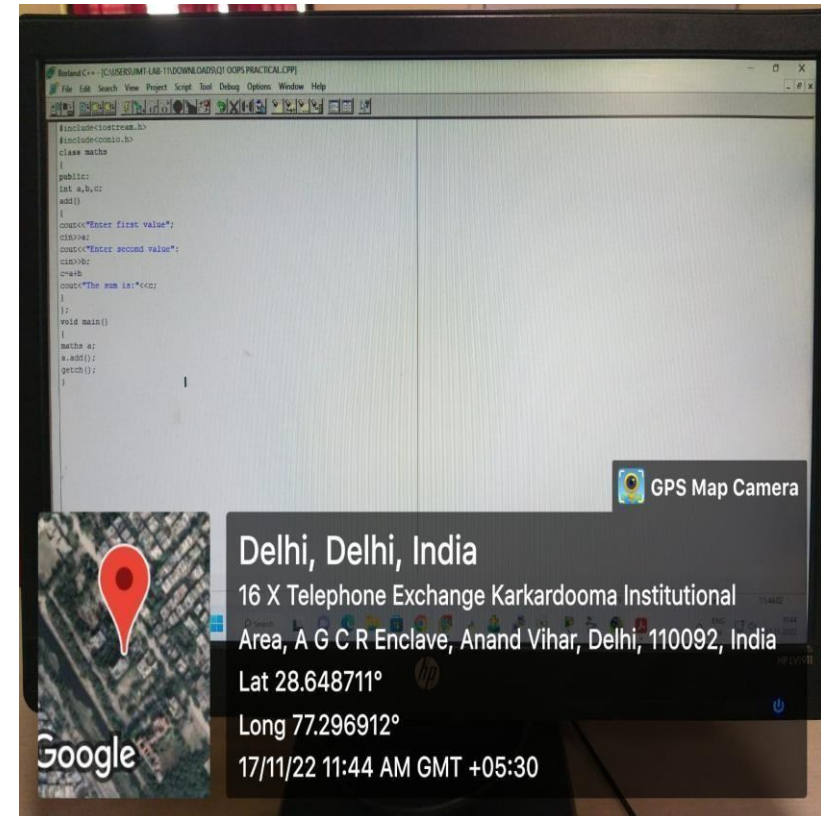 Borland C++ - [C:\USERS\IIMT-LAB-11\DOWNLOADS\Q1 OOPS PRACTICAL.CPP]
File Edit Search View Project Script Tool Debug Options Window Help
#include<iostream.h>
#include<conio.h>
class maths
{
public:
int a,b,c;
add()
{
cout<<"Enter first value";
cin>>a;
cout<<"Enter second value";
cin>>b;
c=a+b
cout<"The sum is:"<<c;
}
};
void main()
{
maths a;
a.add();
getch();
}
GPS Map Camera
Delhi, Delhi, India
16 X Telephone Exchange Karkardooma Institutional
Area, A G C R Enclave, Anand Vihar, Delhi, 110092, India
Lat 28.648711°
Long 77.296912°
17/11/22 11:44 AM GMT +05:30
Google
Search
ENG
hp